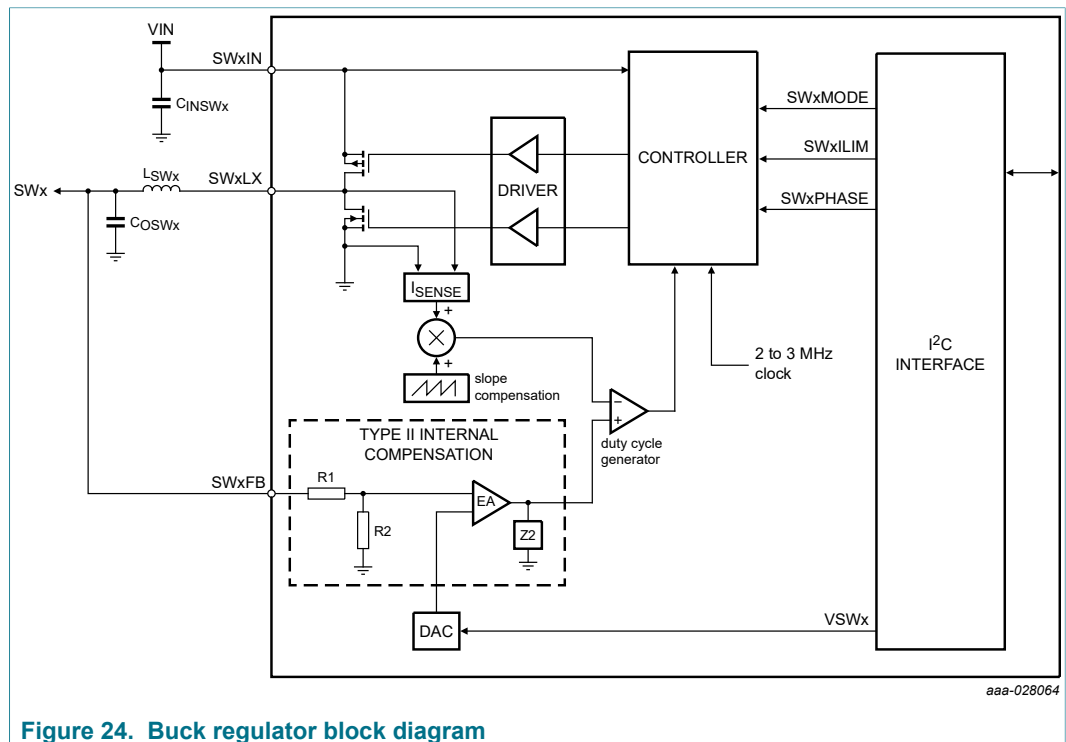 VIN
SWxIN
CINSWx
SWx
LSWx
SWxLX
COSWx
DRIVER
CONTROLLER
SWxMODE
SWxILIM
SWxPHASE
I2C
INTERFACE
ISENSE
+
+
slope
compensation
2 to 3 MHz
clock
−
+
duty cycle
generator
TYPE II INTERNAL
COMPENSATION
SWxFB
R1
R2
EA
Z2
DAC
VSWx
aaa-028064
Figure 24. Buck regulator block diagram